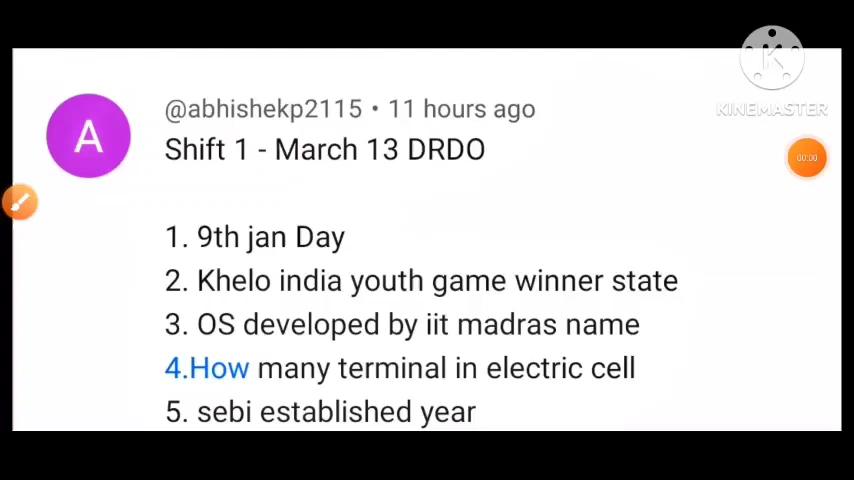 KINEMASTER
@abhishekp2115 • 11 hours ago
A
Shift 1 - March 13 DRDO
00:00
1. 9th jan Day
2. Khelo india youth game winner state
3. OS developed by iit madras name
4.How many terminal in electric cell
5. sebi established year